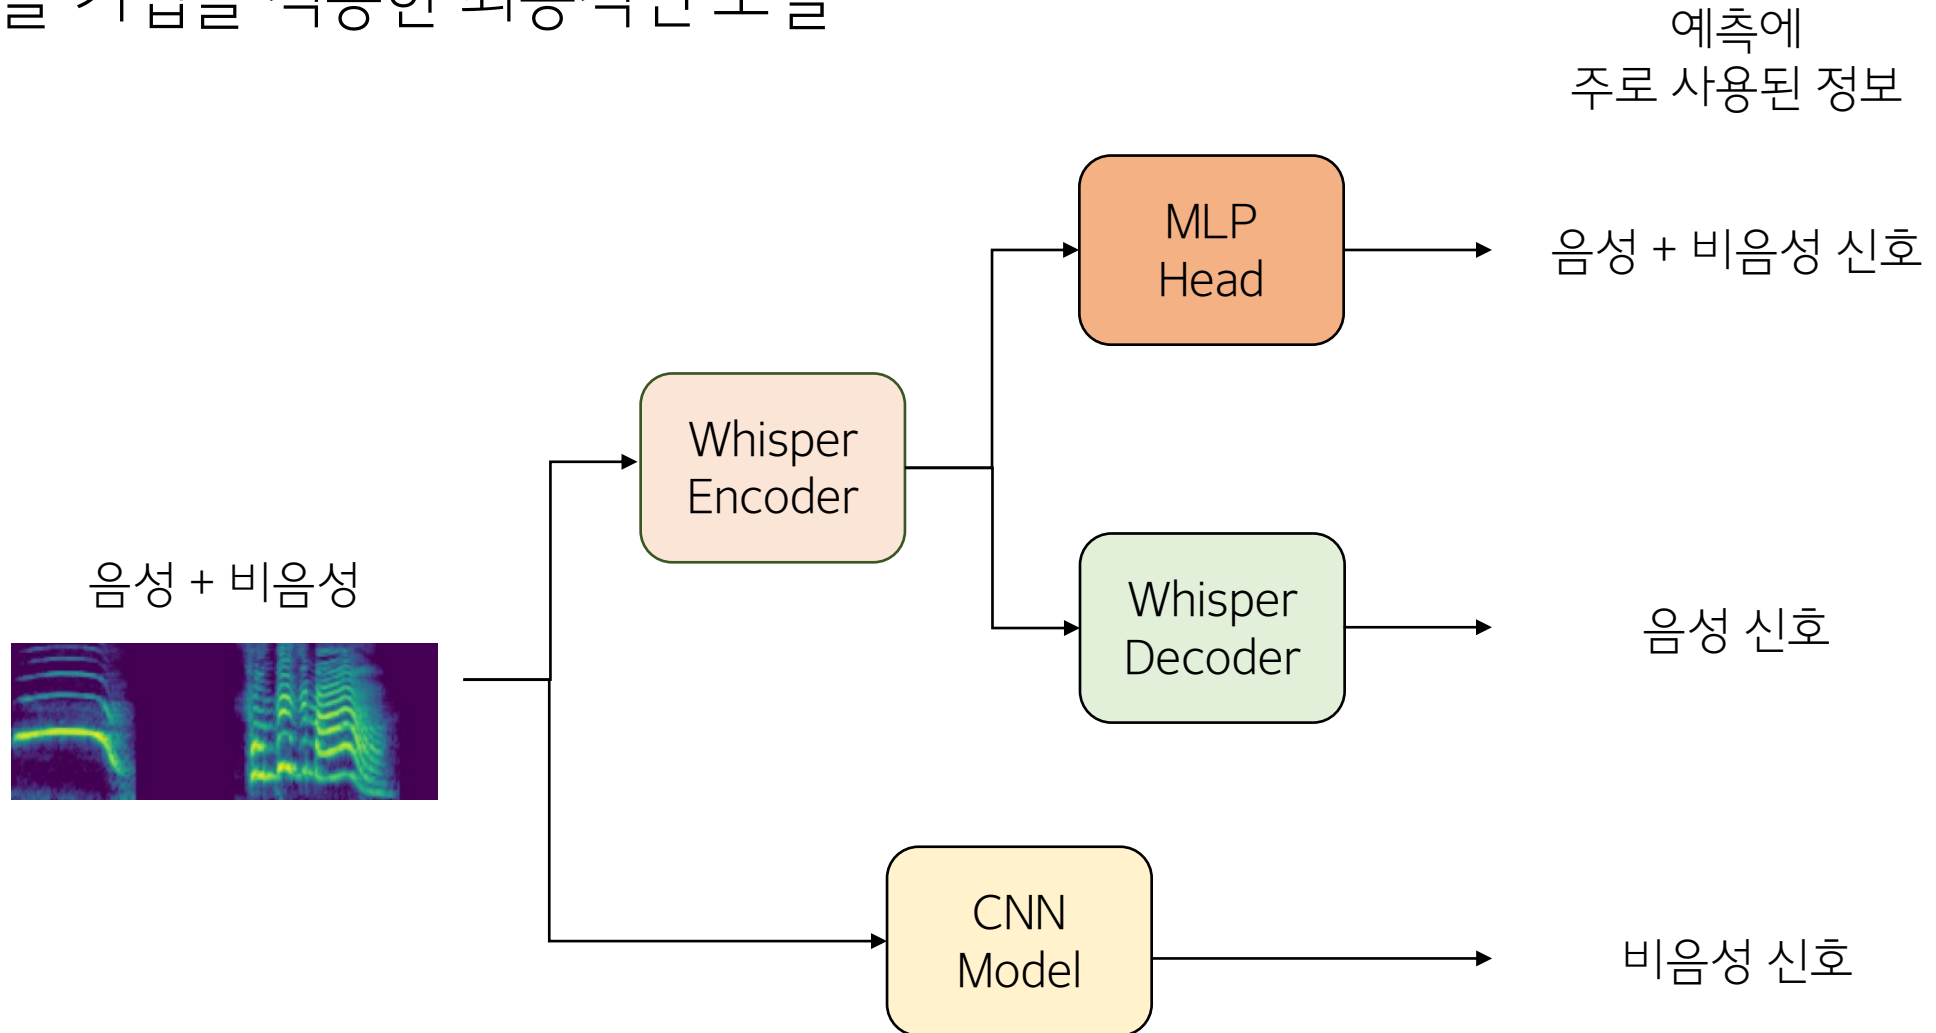 예측에
주로 사용된 정보
MLP
Head
음성 + 비음성 신호
Whisper
Encoder
음성 + 비음성
Whisper
Decoder
음성 신호
CNN
Model
비음성 신호